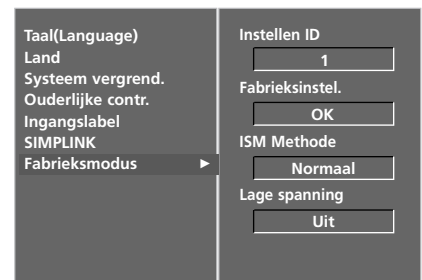 Taal(Language)
Land
Systeem vergrend.
Ouderlijke contr.
Ingangslabel
SIMPLINK
Fabrieksmodus ►
Instellen ID
1
Fabrieksinstel.
OK
ISM Methode
Normaal
Lage spanning
Uit